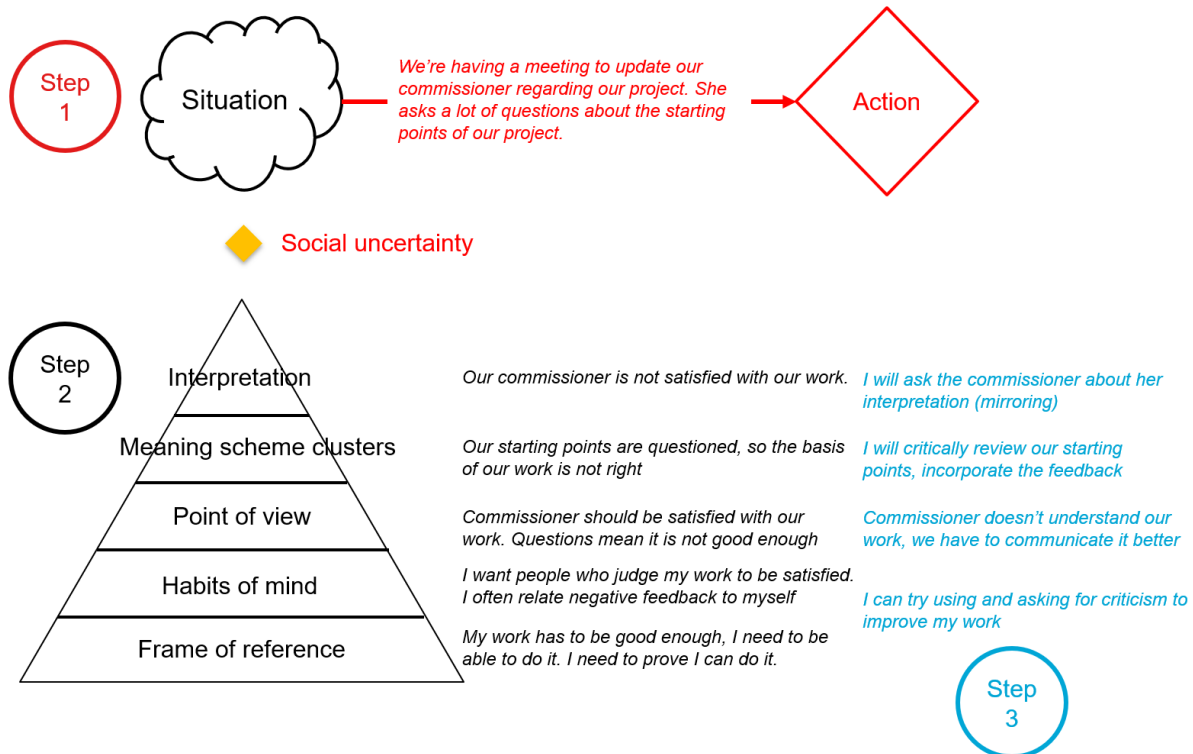 Step
1
Situation
We're having a meeting to update our
commissioner regarding our project. She
asks a lot of questions about the starting
points of our project.
Action
Social uncertainty
Step
2
Interpretation
Our commissioner is not satisfied with our work.
I will ask the commissioner about her
interpretation (mirroring)
Meaning scheme clusters
Our starting points are questioned, so the basis
of our work is not right
I will critically review our starting
points, incorporate the feedback
Point of view
Commissioner should be satisfied with our
work. Questions mean it is not good enough
Commissioner doesn't understand our
work, we have to communicate it better
Habits of mind
I want people who judge my work to be satisfied.
I often relate negative feedback to myself
I can try using and asking for criticism to
improve my work
Frame of reference
My work has to be good enough, I need to be
able to do it. I need to prove I can do it.
Step
3